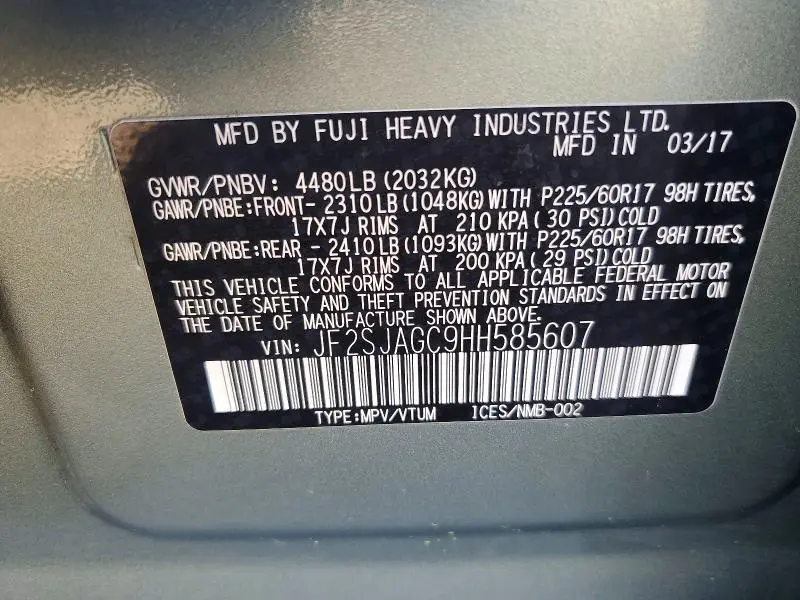 MFD BY FUJI HEAVY INDUSTRIES LTD.
MFD IN 03/17
GVWR/PNBV: 4480LB (2032KG)
GAWR/PNBE:FRONT- 2310LB (1048KG) WITH P225/60R17 98H TIRES,
17X7J RIMS AT 210 KPA ( 30 PSI) COLD
GAWR/PNBE:REAR - 2410LB (1093KG) WITH P225/60R17 98H TIRES,
17X7J RIMS AT 200 KPA ( 29 PSI) COLD
THIS VEHICLE CONFORMS TO ALL APPLICABLE FEDERAL MOTOR
VEHICLE SAFETY AND THEFT PREVENTION STANDARDS IN EFFECT ON
THE DATE OF MANUFACTURE SHOWN ABOVE.
VIN: JF2SJAGC9HH585607
TYPE:MPV/VTUM ICES/NMB-002